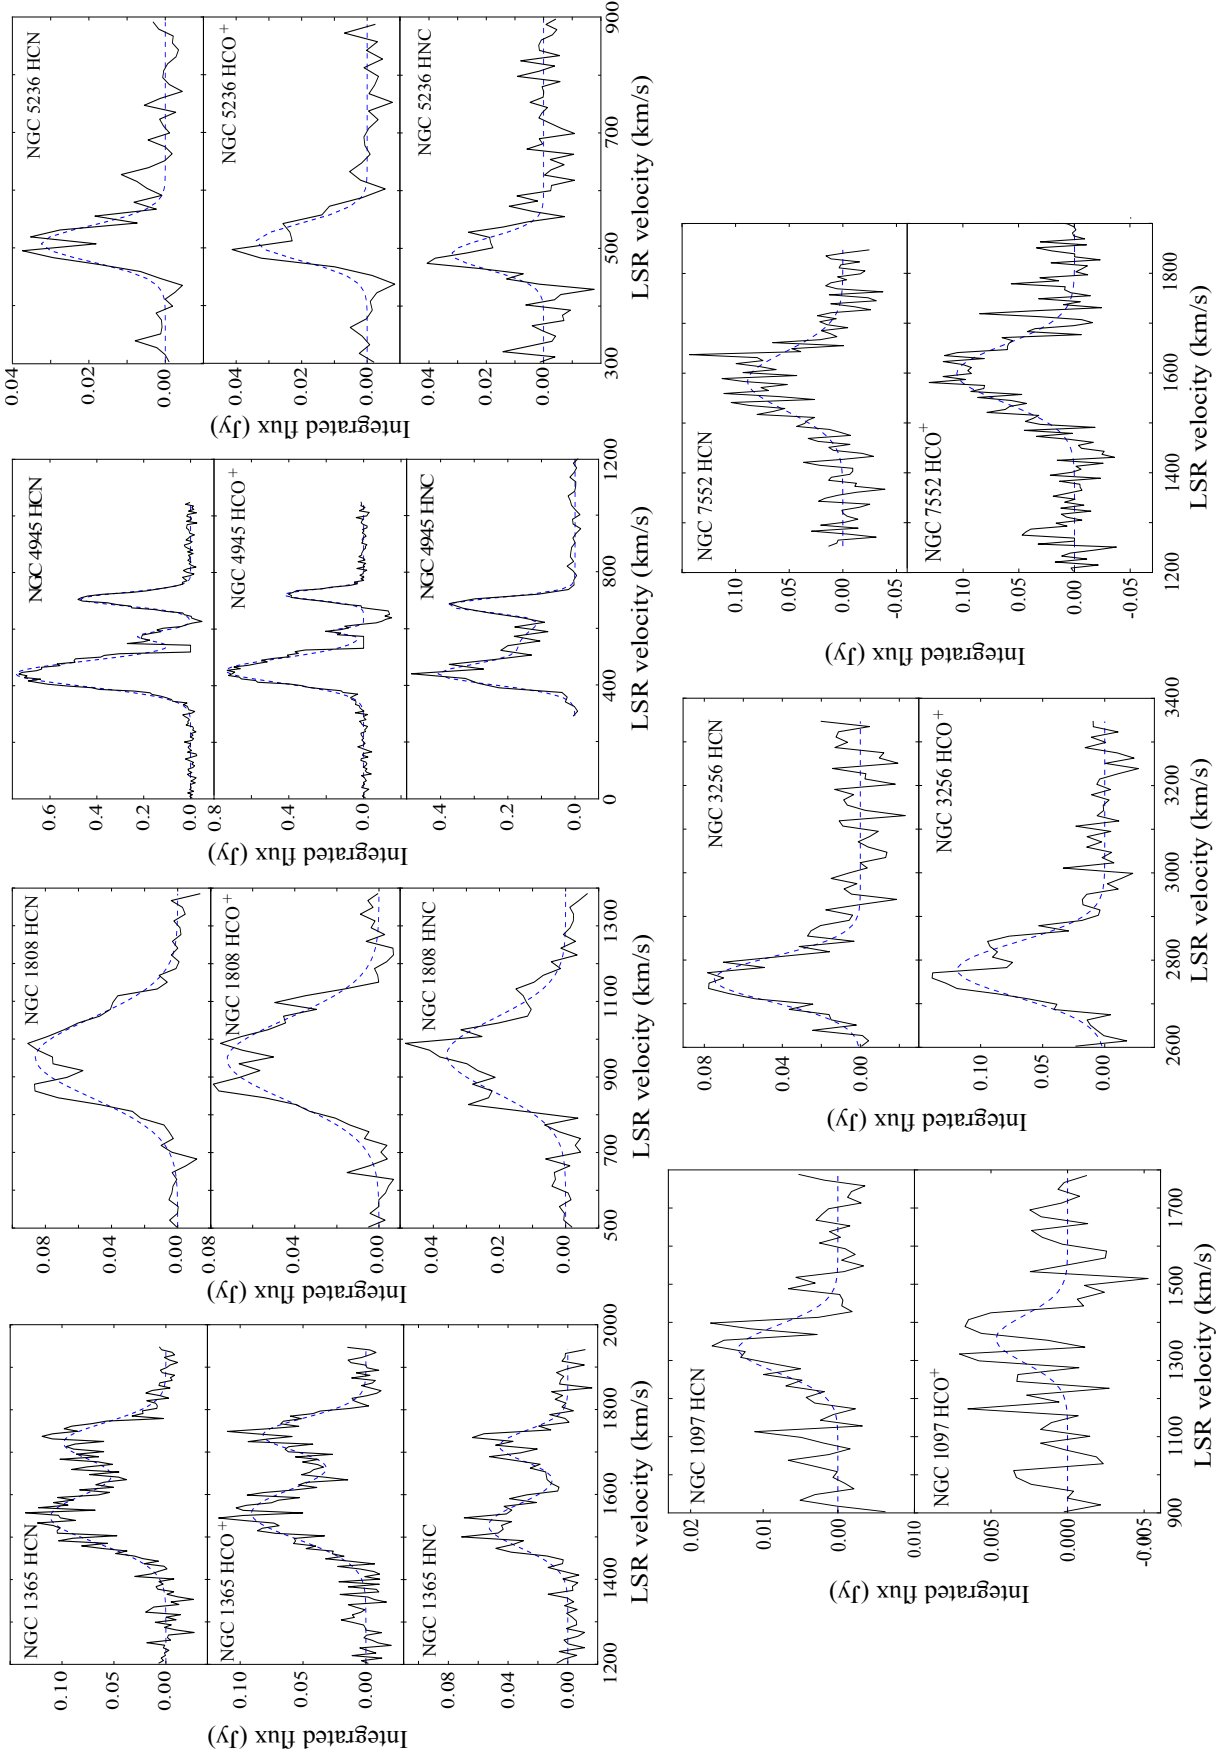 Integrated flux (Jy)
NGC 1365 HCN
0.10
0.05
0.00
NGC 1365 HCO+
0.10
0.05
0.00
NGC 1365 HNC
0.08
0.04
0.00
1200 1400 1600 1800 2000
LSR velocity (km/s)
Integrated flux (Jy)
NGC 1808 HCN
0.08
0.04
0.00
NGC 1808 HCO+
0.08
0.04
0.00
NGC 1808 HNC
0.04
0.02
0.00
500 700 900 1100 1300
LSR velocity (km/s)
Integrated flux (Jy)
NGC 4945 HCN
0.6
0.4
0.2
0.0
NGC 4945 HCO+
0.8
0.4
0.0
NGC 4945 HNC
0.4
0.2
0.0
0 400 800 1200
LSR velocity (km/s)
Integrated flux (Jy)
NGC 5236 HCN
0.04
0.02
0.00
NGC 5236 HCO+
0.04
0.02
0.00
NGC 5236 HNC
0.04
0.02
0.00
300 500 700 900
LSR velocity (km/s)
Integrated flux (Jy)
NGC 1097 HCN
0.02
0.01
0.00
NGC 1097 HCO+
0.10
0.005
0.000
-0.005
900 1100 1300 1500 1700
LSR velocity (km/s)
Integrated flux (Jy)
NGC 3256 HCN
0.08
0.04
0.00
NGC 3256 HCO+
0.10
0.05
0.00
2600 2800 3000 3200 3400
LSR velocity (km/s)
Integrated flux (Jy)
NGC 7552 HCN
0.10
0.05
0.00
-0.05
NGC 7552 HCO+
0.10
0.05
0.00
-0.05
1200 1400 1600 1800
LSR velocity (km/s)